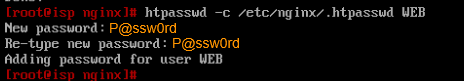 [root@isp nginx]# htpasswd -c /etc/nginx/.htpasswd WEB
New password: P@ssw0rd
Re-type new password: P@ssw0rd
Adding password for user WEB
[root@isp nginx]#